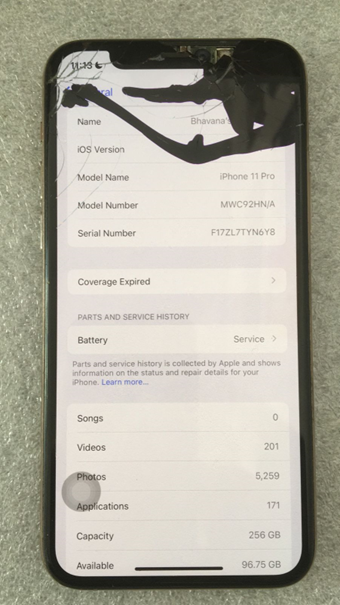 11:13
Name Bhavana's
iOS Version
Model Name iPhone 11 Pro
Model Number MWC92HN/A
Serial Number F17ZL7TYN6Y8
Coverage Expired
PARTS AND SERVICE HISTORY
Battery Service
Parts and service history is collected by Apple and shows
information on the status and repair details for your
iPhone. Learn more...
Songs 0
Videos 201
Photos 5,259
Applications 171
Capacity 256 GB
Available 96.75 GB